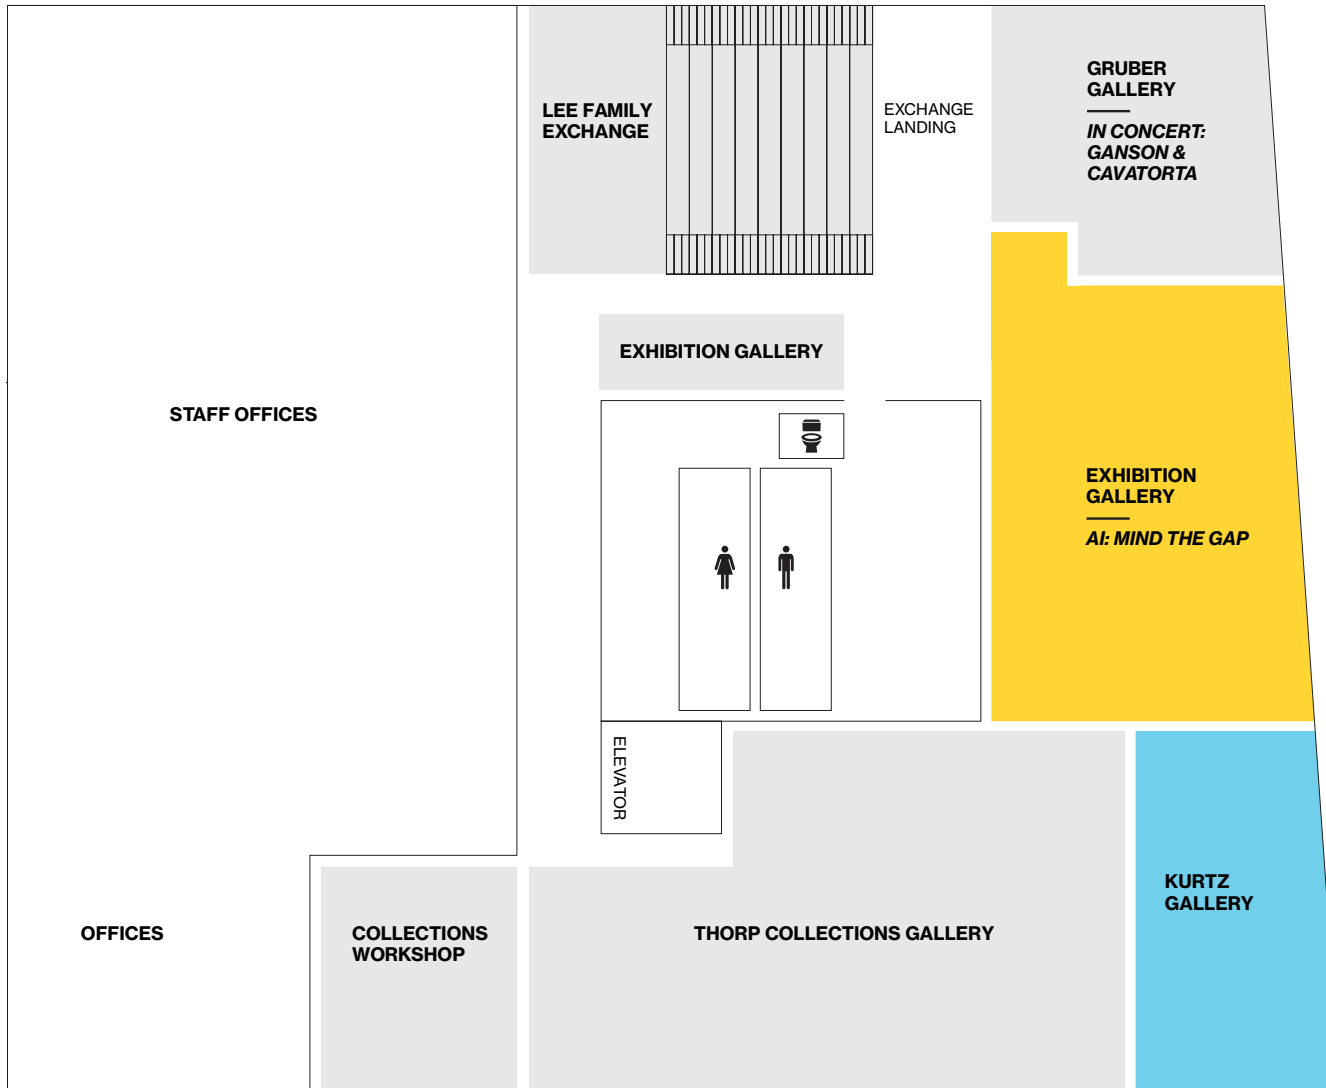 LEE FAMILY
EXCHANGE
EXCHANGE
LANDING
GRUBER
GALLERY
IN CONCERT:
GANSON &
CAVATORTA
EXHIBITION GALLERY
STAFF OFFICES
EXHIBITION
GALLERY
AI: MIND THE GAP
ELEVATOR
KURTZ
GALLERY
OFFICES
COLLECTIONS
WORKSHOP
THORP COLLECTIONS GALLERY